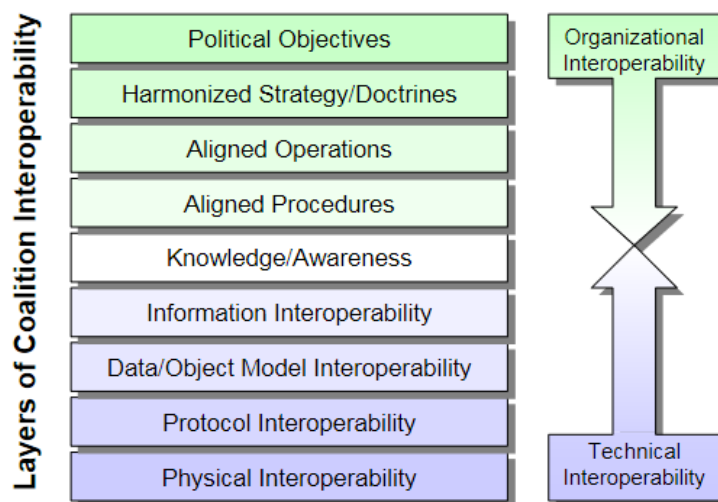 Layers of Coalition Interoperability
Political Objectives
Harmonized Strategy/Doctrines
Aligned Operations
Aligned Procedures
Knowledge/Awareness
Information Interoperability
Data/Object Model Interoperability
Protocol Interoperability
Physical Interoperability
Organizational
Interoperability
Technical
Interoperability